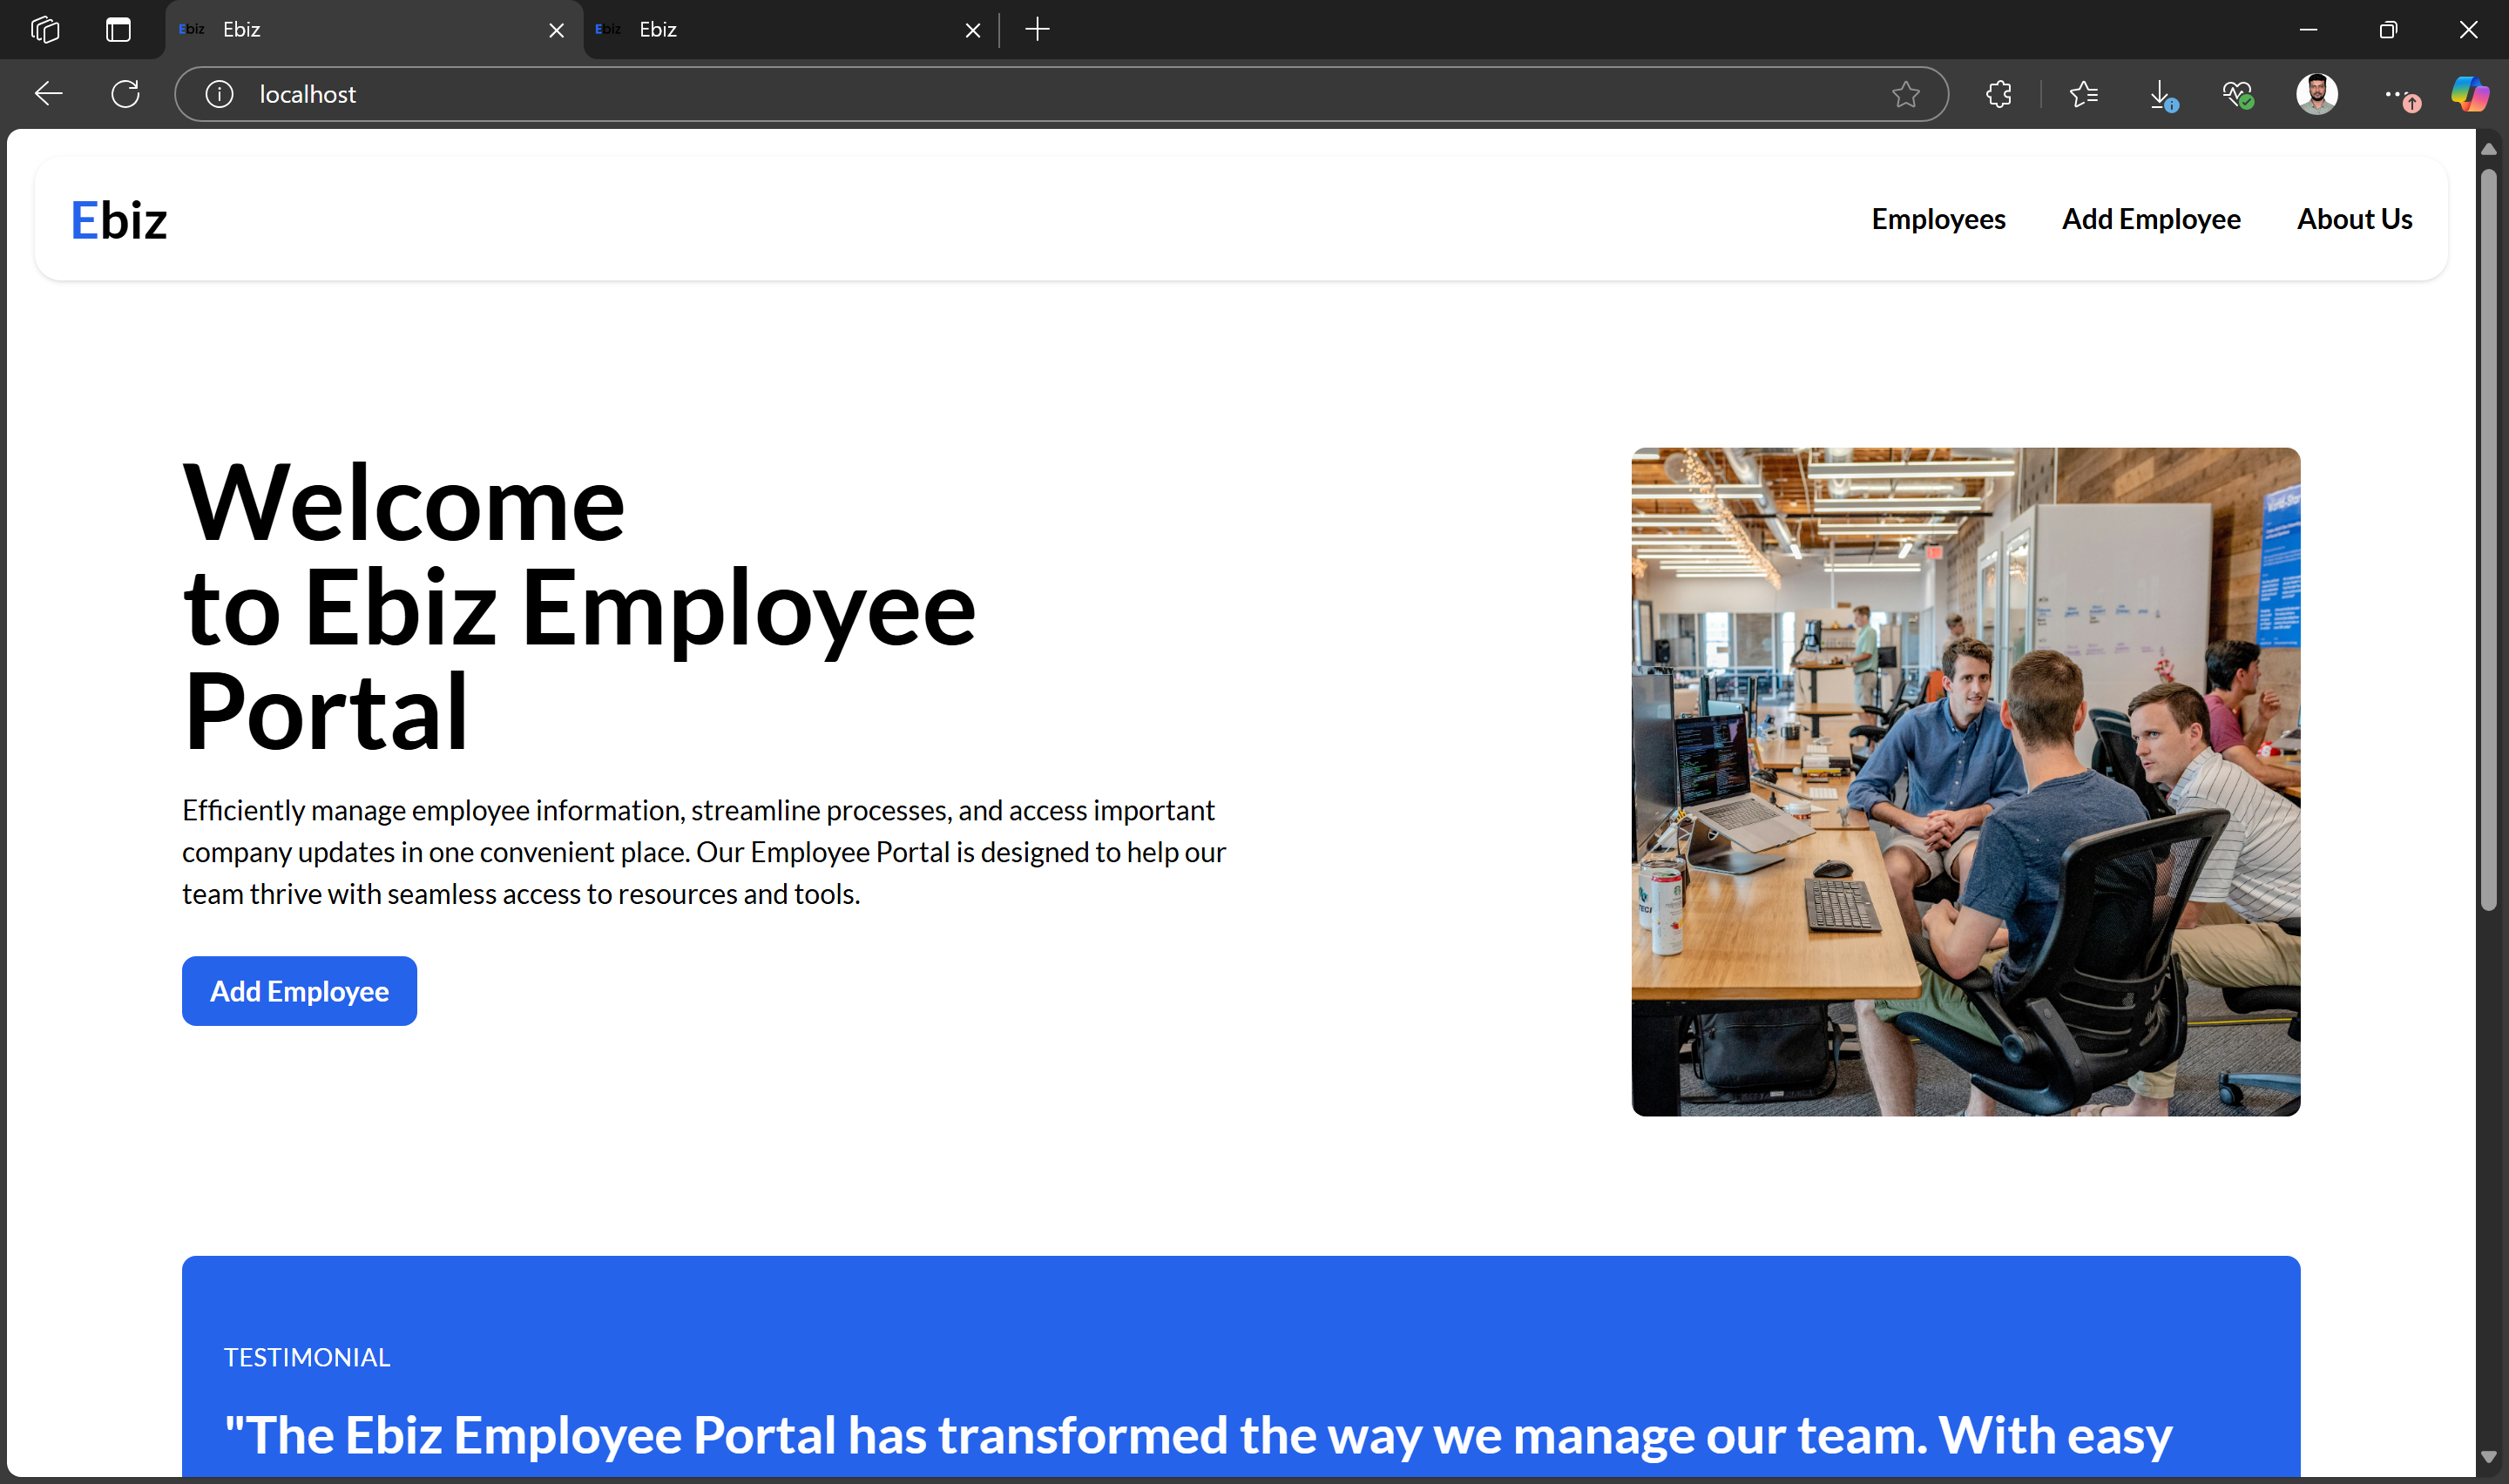 Ebiz
Ebiz
localhost
Ebiz
Employees
Add Employee
About Us
Welcome
to Ebiz Employee
Portal
Efficiently manage employee information, streamline processes, and access important
company updates in one convenient place. Our Employee Portal is designed to help our
team thrive with seamless access to resources and tools.
Add Employee
TESTIMONIAL
"The Ebiz Employee Portal has transformed the way we manage our team. With easy